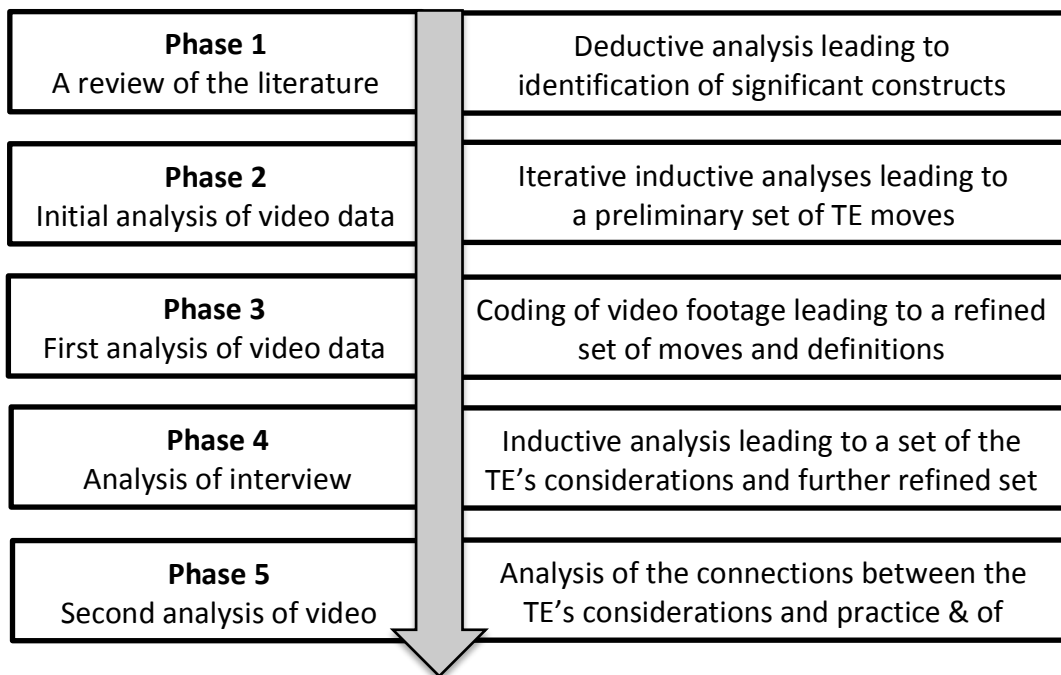 Phase 1
A review of the literature
Deductive analysis leading to
identification of significant constructs
Phase 2
Initial analysis of video data
Iterative inductive analyses leading to
a preliminary set of TE moves
Phase 3
First analysis of video data
Coding of video footage leading to a refined
set of moves and definitions
Phase 4
Analysis of interview
Inductive analysis leading to a set of the
TE’s considerations and further refined set
Phase 5
Second analysis of video
Analysis of the connections between the
TE’s considerations and practice & of